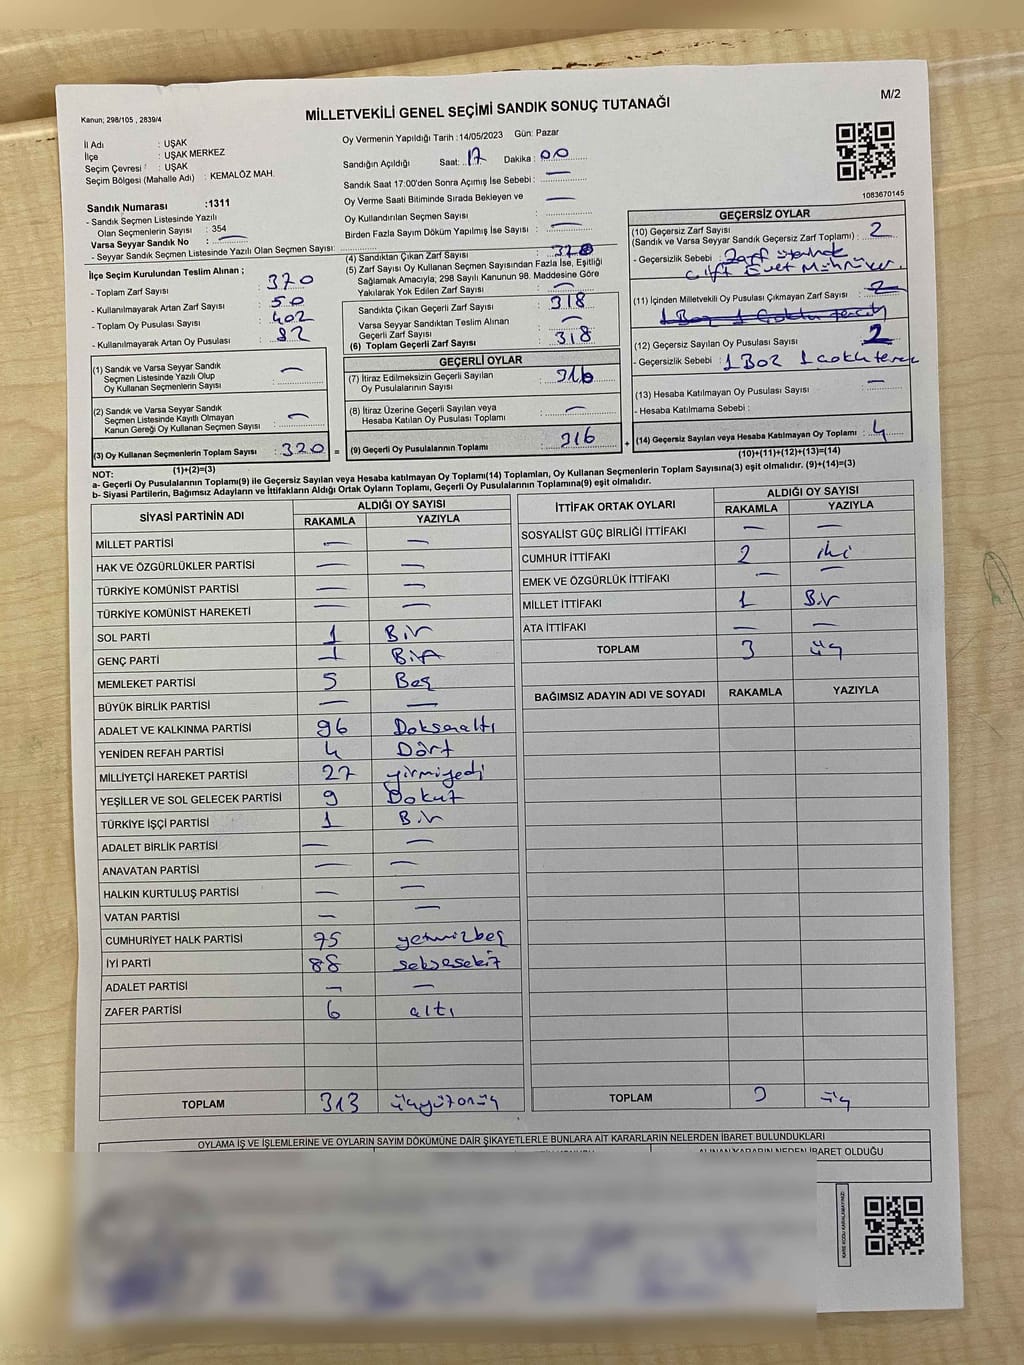 M/2
Kanun; 298/105 , 2839/4
MİLLETVEKİLİ GENEL SEÇİMİ SANDIK SONUÇ TUTANAĞI
İl Adı : UŞAK
İlçe : UŞAK MERKEZ
Seçim Çevresi : UŞAK
Seçim Bölgesi (Mahalle Adı) : KEMALÖZ MAH.
Sandık Numarası :1311
- Sandık Seçmen Listesinde Yazılı
Olan Seçmenlerin Sayısı : 354
Varsa Seyyar Sandık No : —
- Seyyar Sandık Seçmen Listesinde Yazılı Olan Seçmen Sayısı:
Oy Vermenin Yapıldığı Tarih :14/05/2023 Gün: Pazar
Sandığın Açıldığı Saat: 17 Dakika : 00
Sandık Saat 17:00'den Sonra Açımış İse Sebebi : —
Oy Verme Saati Bitiminde Sırada Bekleyen ve
Oy Kullandırılan Seçmen Sayısı : —
Birden Fazla Sayım Döküm Yapılmış İse Sayısı : —
1083670145
İlçe Seçim Kurulundan Teslim Alınan ;
- Toplam Zarf Sayısı : 370
- Kullanılmayarak Artan Zarf Sayısı : 50
- Toplam Oy Pusulası Sayısı : 402
- Kullanılmayarak Artan Oy Pusulası : 82
(1) Sandık ve Varsa Seyyar Sandık
Seçmen Listesinde Yazılı Olup
Oy Kullanan Seçmenlerin Sayısı : —
(2) Sandık ve Varsa Seyyar Sandık
Seçmen Listesinde Kayıtlı Olmayan
Kanun Gereği Oy Kullanan Seçmen Sayısı : —
(3) Oy Kullanan Seçmenlerin Toplam Sayısı : 320 =
(1)+(2)=(3)
(4) Sandıktan Çıkan Zarf Sayısı : 320
(5) Zarf Sayısı Oy Kullanan Seçmen Sayısından Fazla İse, Eşitliği
Sağlamak Amacıyla, 298 Sayılı Kanunun 98. Maddesine Göre
Yakılarak Yok Edilen Zarf Sayısı : —
Sandıkta Çıkan Geçerli Zarf Sayısı : 318
Varsa Seyyar Sandıktan Teslim Alınan
Geçerli Zarf Sayısı : —
(6) Toplam Geçerli Zarf Sayısı : 318
GEÇERLİ OYLAR
(7) İtiraz Edilmeksizin Geçerli Sayılan
Oy Pusulalarının Sayısı : 316
(8) İtiraz Üzerine Geçerli Sayılan veya
Hesaba Katılan Oy Pusulası Toplamı : —
(9) Geçerli Oy Pusulalarının Toplamı : 316 +
GEÇERSİZ OYLAR
(10) Geçersiz Zarf Sayısı
(Sandık ve Varsa Seyyar Sandık Geçersiz Zarf Toplamı) : 2
- Geçersizlik Sebebi : Zarf üzerinde
çift Evet Mühürü var.
(11) İçinden Milletvekili Oy Pusulası Çıkmayan Zarf Sayısı : 2
(12) Geçersiz Sayılan Oy Pusulası Sayısı : 2
- Geçersizlik Sebebi : 1 Boz 1 çoklu tercih
(13) Hesaba Katılmayan Oy Pusulası Sayısı : —
- Hesaba Katılmama Sebebi :
(14) Geçersiz Sayılan veya Hesaba Katılmayan Oy Toplamı : 4
(10)+(11)+(12)+(13)=(14)
NOT:
a- Geçerli Oy Pusulalarının Toplamı(9) ile Geçersiz Sayılan veya Hesaba katılmayan Oy Toplamı(14) Toplamları, Oy Kullanan Seçmenlerin Toplam Sayısına(3) eşit olmalıdır. (9)+(14)=(3)
b- Siyasi Partilerin, Bağımsız Adayların ve İttifakların Aldığı Ortak Oyların Toplamı, Geçerli Oy Pusulalarının Toplamına(9) eşit olmalıdır.
SİYASİ PARTİNİN ADI
ALDIĞI OY SAYISI
RAKAMLA YAZIYLA
MİLLET PARTİSİ — —
HAK VE ÖZGÜRLÜKLER PARTİSİ — —
TÜRKİYE KOMÜNİST PARTİSİ — —
TÜRKİYE KOMÜNİST HAREKETİ — —
SOL PARTİ 1 Bir
GENÇ PARTİ 1 Bir
MEMLEKET PARTİSİ 5 Beş
BÜYÜK BİRLİK PARTİSİ — —
ADALET VE KALKINMA PARTİSİ 96 Doksanaltı
YENİDEN REFAH PARTİSİ 4 Dört
MİLLİYETÇİ HAREKET PARTİSİ 27 yirmiyedi
YEŞİLLER VE SOL GELECEK PARTİSİ 9 Dokuz
TÜRKİYE İŞÇİ PARTİSİ 1 Bir
ADALET BİRLİK PARTİSİ — —
ANAVATAN PARTİSİ — —
HALKIN KURTULUŞ PARTİSİ — —
VATAN PARTİSİ — —
CUMHURİYET HALK PARTİSİ 75 yetmişbeş
İYİ PARTİ 88 seksesekiz
ADALET PARTİSİ — —
ZAFER PARTİSİ 6 altı
TOPLAM 313 üçyüzonüç
İTTİFAK ORTAK OYLARI
ALDIĞI OY SAYISI
RAKAMLA YAZIYLA
SOSYALİST GÜÇ BİRLİĞİ İTTİFAKI — —
CUMHUR İTTİFAKI 2 iki
EMEK VE ÖZGÜRLÜK İTTİFAKI — —
MİLLET İTTİFAKI 1 Bir
ATA İTTİFAKI — —
TOPLAM 3 üç
BAĞIMSIZ ADAYIN ADI VE SOYADI RAKAMLA YAZIYLA
TOPLAM 3 üç
OYLAMA İŞ VE İŞLEMLERİNE VE OYLARIN SAYIM DÖKÜMÜNE DAİR ŞİKAYETLERLE BUNLARA AİT KARARLARIN NELERDEN İBARET BULUNDUKLARI
ALINAN KARARIN NEDEN İBARET OLDUĞU
KARE KODU KARALAMAYINIZ!